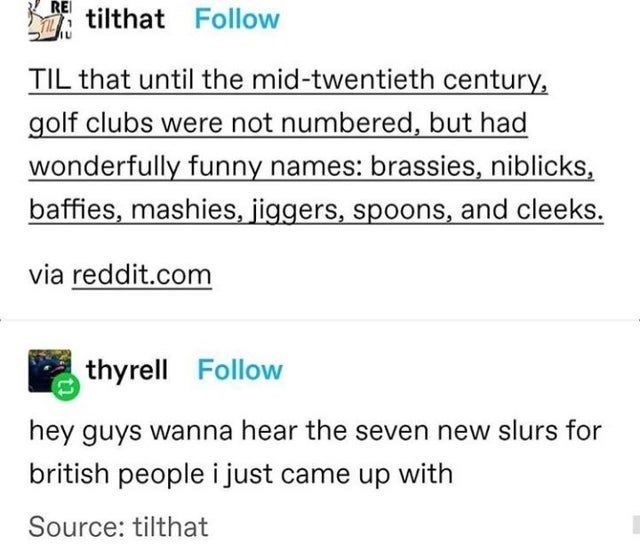 REI
TIL
tilthat Follow
TIL that until the mid-twentieth century,
golf clubs were not numbered, but had
wonderfully funny names: brassies, niblicks,
baffies, mashies, jiggers, spoons, and cleeks.
via reddit.com
thyrell Follow
hey guys wanna hear the seven new slurs for
british people i just came up with
Source: tilthat